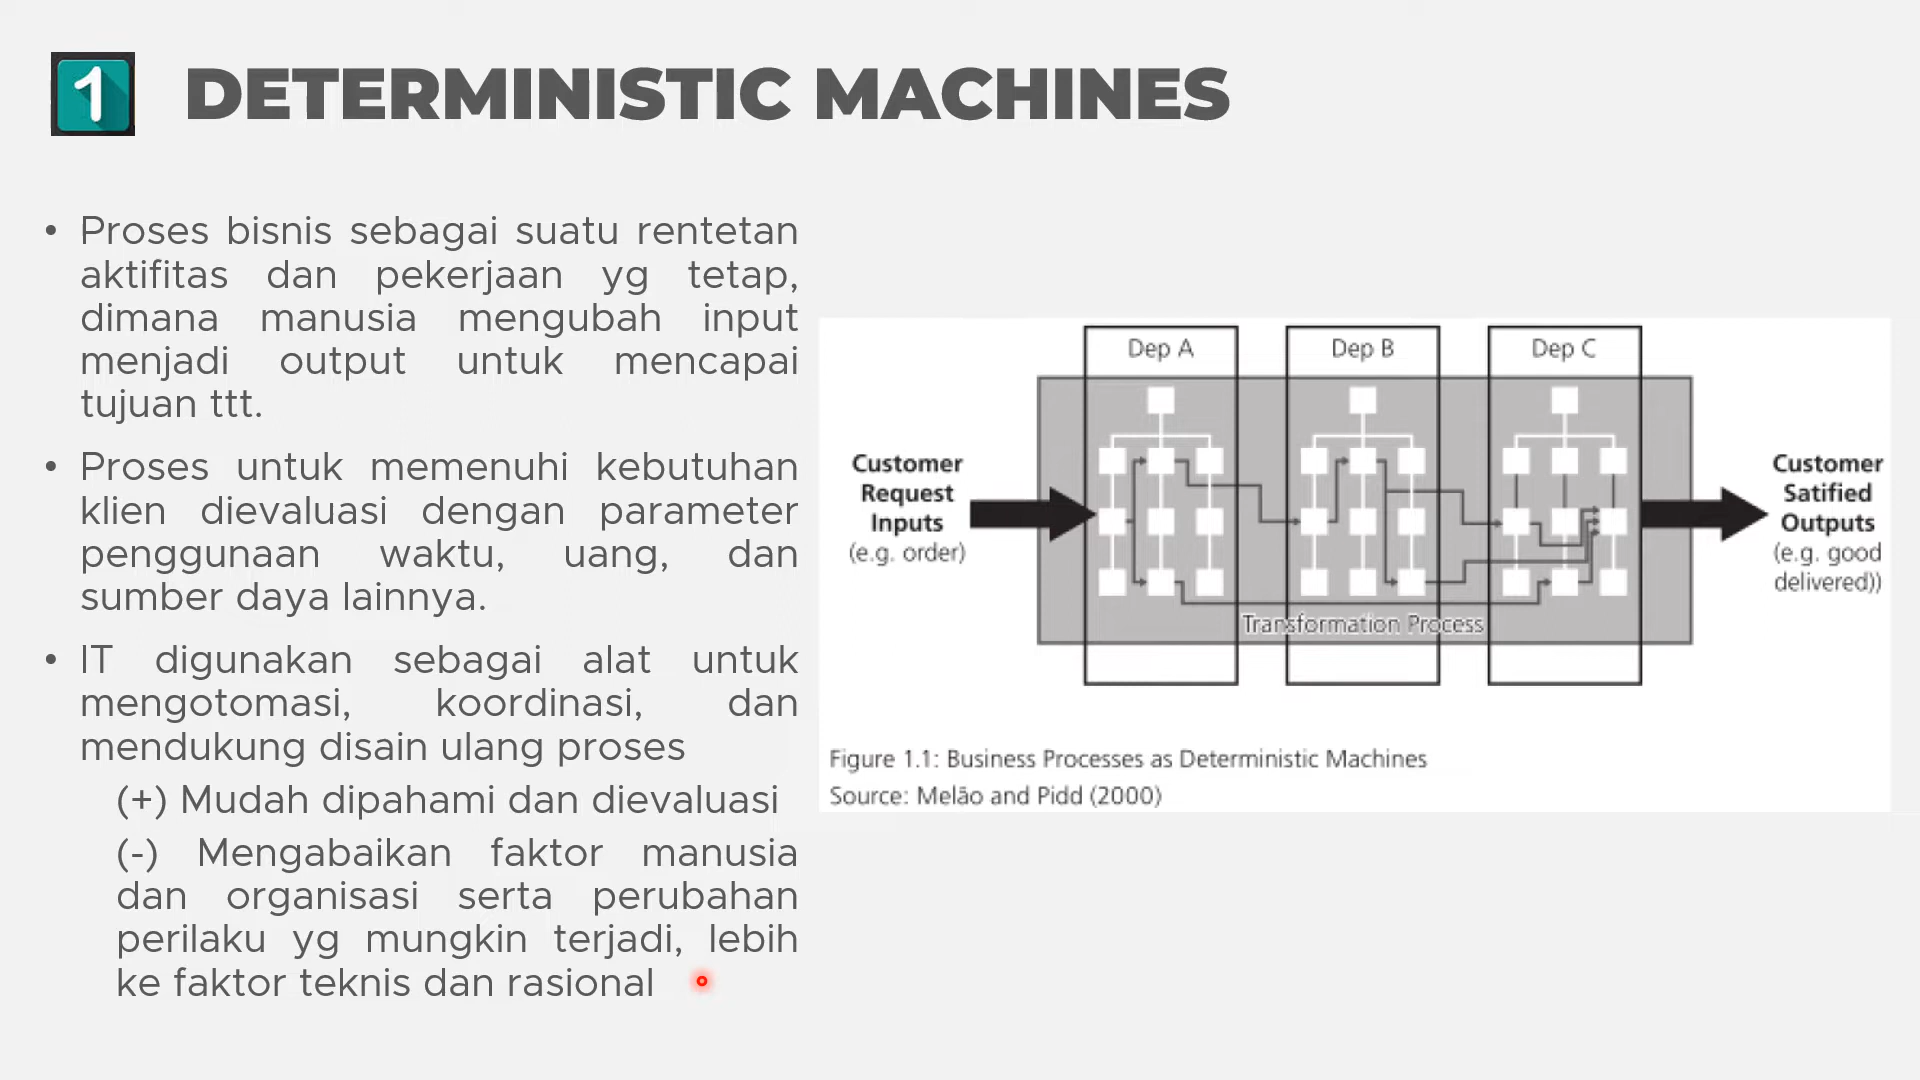 1 DETERMINISTIC MACHINES
• Proses bisnis sebagai suatu rentetan
aktifitas dan pekerjaan yg tetap,
dimana manusia mengubah input
menjadi output untuk mencapai
tujuan ttt.
• Proses untuk memenuhi kebutuhan
klien dievaluasi dengan parameter
penggunaan waktu, uang, dan
sumber daya lainnya.
• IT digunakan sebagai alat untuk
mengotomasi, koordinasi, dan
mendukung disain ulang proses
(+) Mudah dipahami dan dievaluasi
(-) Mengabaikan faktor manusia
dan organisasi serta perubahan
perilaku yg mungkin terjadi, lebih
ke faktor teknis dan rasional
Dep A
Dep B
Dep C
Customer
Request
Inputs
(e.g. order)
Transformation Process
Customer
Satified
Outputs
(e.g. good
delivered))
Figure 1.1: Business Processes as Deterministic Machines
Source: Melão and Pidd (2000)